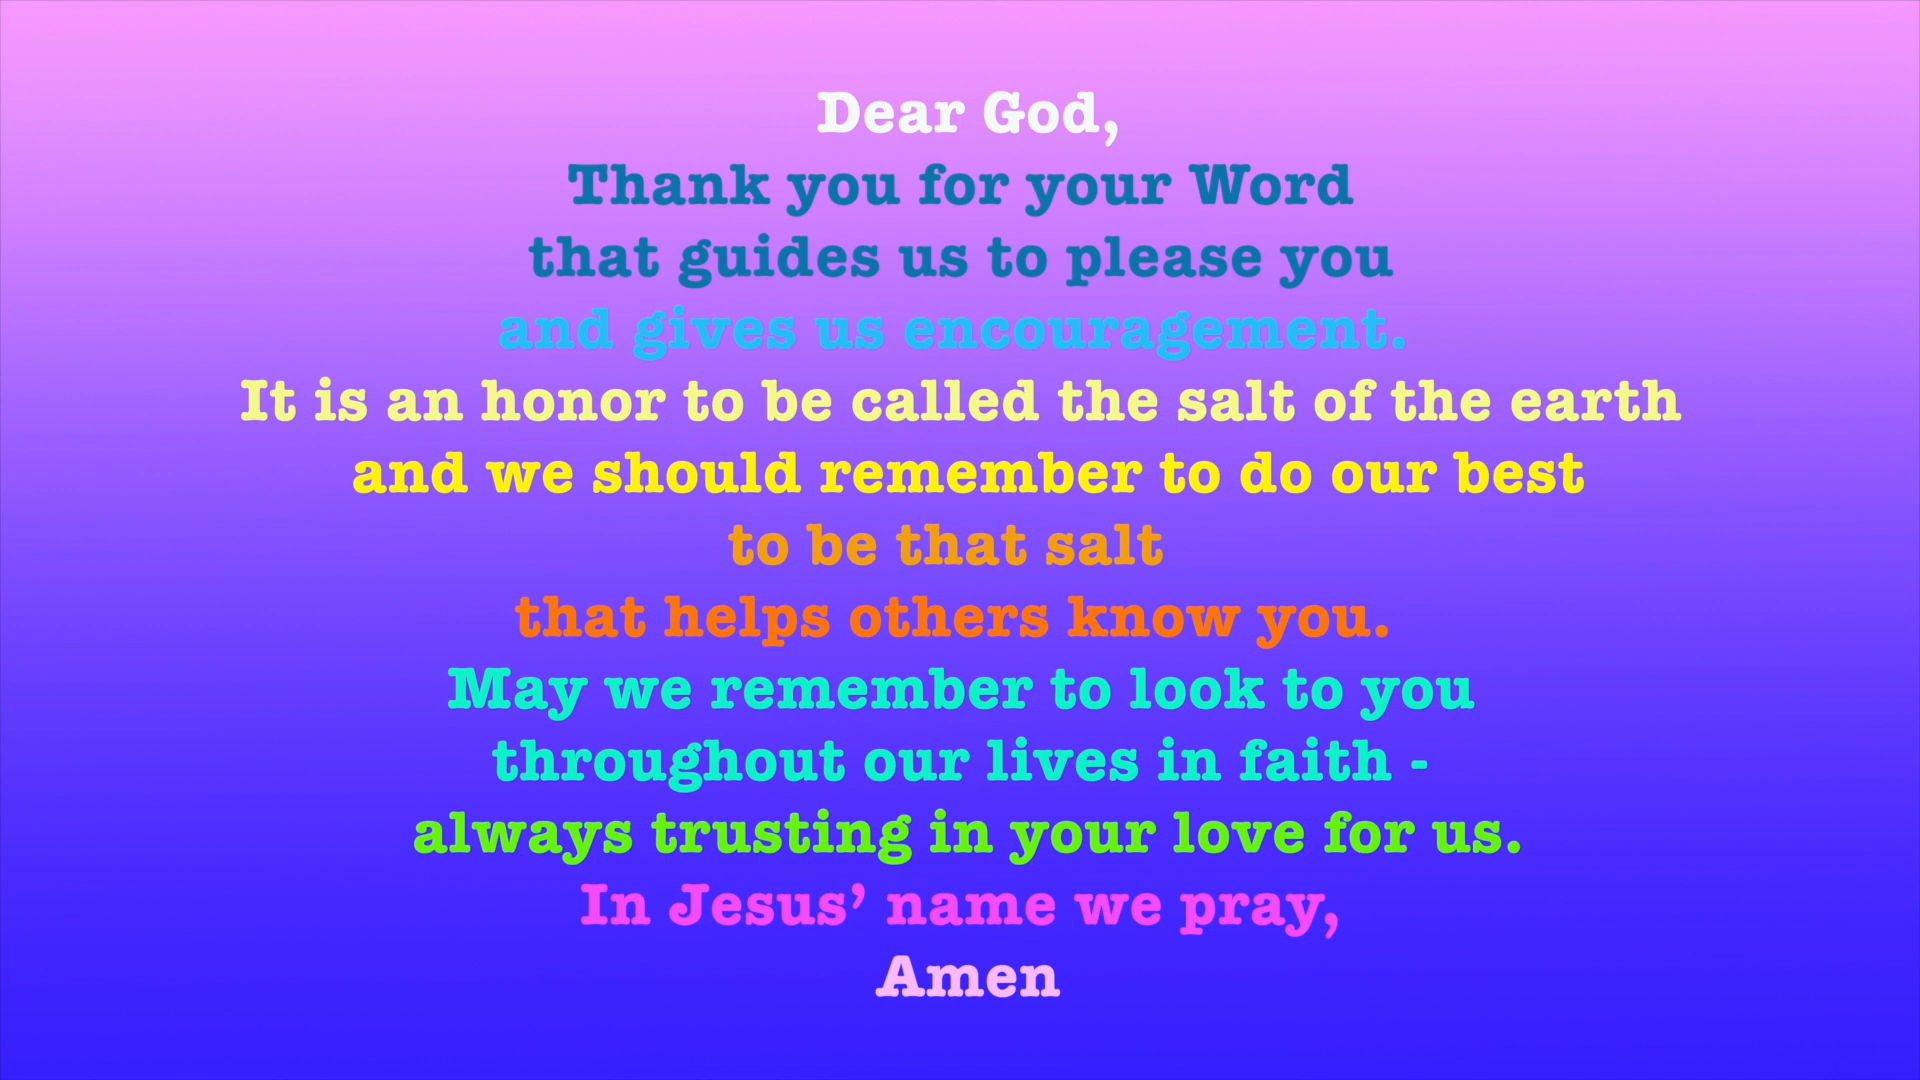 Dear God,
Thank you for your Word
that guides us to please you
and gives us encouragement.
It is an honor to be called the salt of the earth
and we should remember to do our best
to be that salt
that helps others know you.
May we remember to look to you
throughout our lives in faith -
always trusting in your love for us.
In Jesus’ name we pray,
Amen